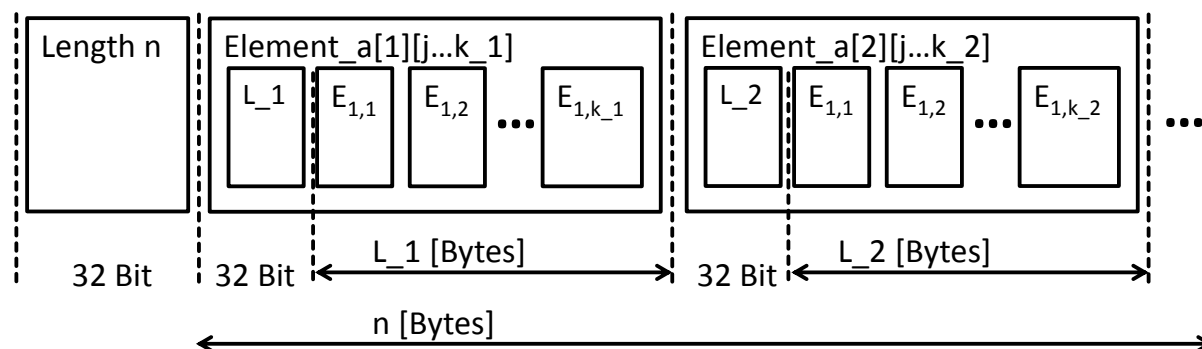 Length n
Element_a[1][j...k_1]
L_1
E1,1
E1,2
...
E1,k_1
Element_a[2][j...k_2]
L_2
E1,1
E1,2
...
E1,k_2
...
32 Bit
32 Bit
L_1 [Bytes]
32 Bit
L_2 [Bytes]
n [Bytes]